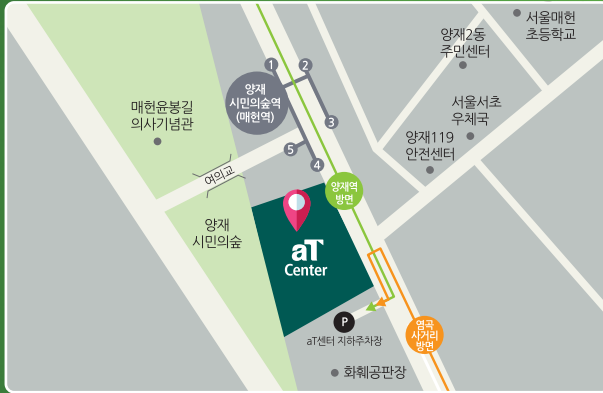 서울매헌
초등학교
양재2동
주민센터
1
2
양재
시민의숲역
(매헌역)
매헌윤봉길
의사기념관
3
서울서초
우체국
양재119
안전센터
5
4
여의교
양재역
방면
양재
시민의숲
aT
Center
P
aT센터 지하주차장
염곡
사거리
방면
화훼공판장